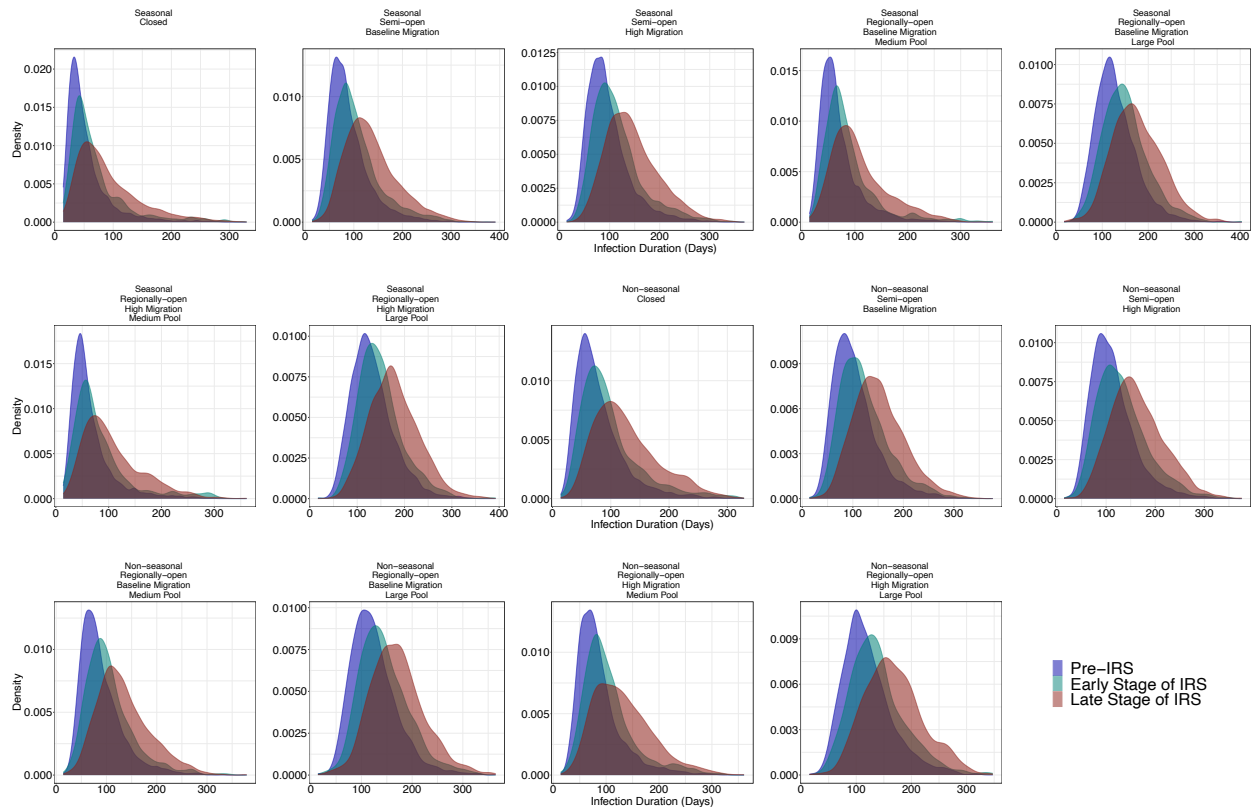 Seasonal
Closed
Seasonal
Semi-open
Baseline Migration
Seasonal
Semi-open
High Migration
Seasonal
Regionally-open
Baseline Migration
Medium Pool
Seasonal
Regionally-open
Baseline Migration
Large Pool
Density
0.020
0.015
0.010
0.005
0.000
0 100 200 300
0.010
0.005
0.000
0 100 200 300 400
0.0125
0.0100
0.0075
0.0050
0.0025
0.0000
0 100 200 300
0.015
0.010
0.005
0.000
0 100 200 300
0.0100
0.0075
0.0050
0.0025
0.0000
0 100 200 300 400
Infection Duration (Days)
Seasonal
Regionally-open
High Migration
Medium Pool
Seasonal
Regionally-open
High Migration
Large Pool
Non-seasonal
Closed
Non-seasonal
Semi-open
Baseline Migration
Non-seasonal
Semi-open
High Migration
Density
0.015
0.010
0.005
0.000
0 100 200 300
0.0100
0.0075
0.0050
0.0025
0.0000
0 100 200 300 400
0.010
0.005
0.000
0 100 200 300
0.009
0.006
0.003
0.000
0 100 200 300
0.0100
0.0075
0.0050
0.0025
0.0000
0 100 200 300
Infection Duration (Days)
Non-seasonal
Regionally-open
Baseline Migration
Medium Pool
Non-seasonal
Regionally-open
Baseline Migration
Large Pool
Non-seasonal
Regionally-open
High Migration
Medium Pool
Non-seasonal
Regionally-open
High Migration
Large Pool
Density
0.010
0.005
0.000
0 100 200 300
0.0100
0.0075
0.0050
0.0025
0.0000
0 100 200 300
0.010
0.005
0.000
0 100 200 300
0.009
0.006
0.003
0.000
0 100 200 300
Infection Duration (Days)
Pre-IRS
Early Stage of IRS
Late Stage of IRS